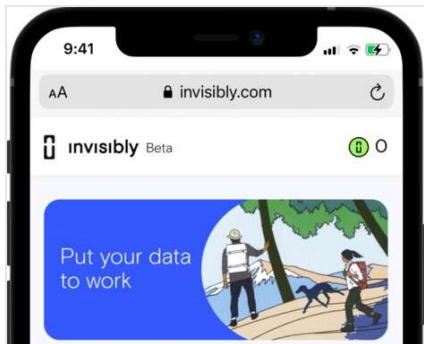 9:41
AA invisibly.com
invisibly Beta 0
Put your data
to work